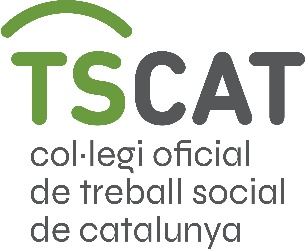 TSCAT
col·legi oficial
de treball social
de catalunya